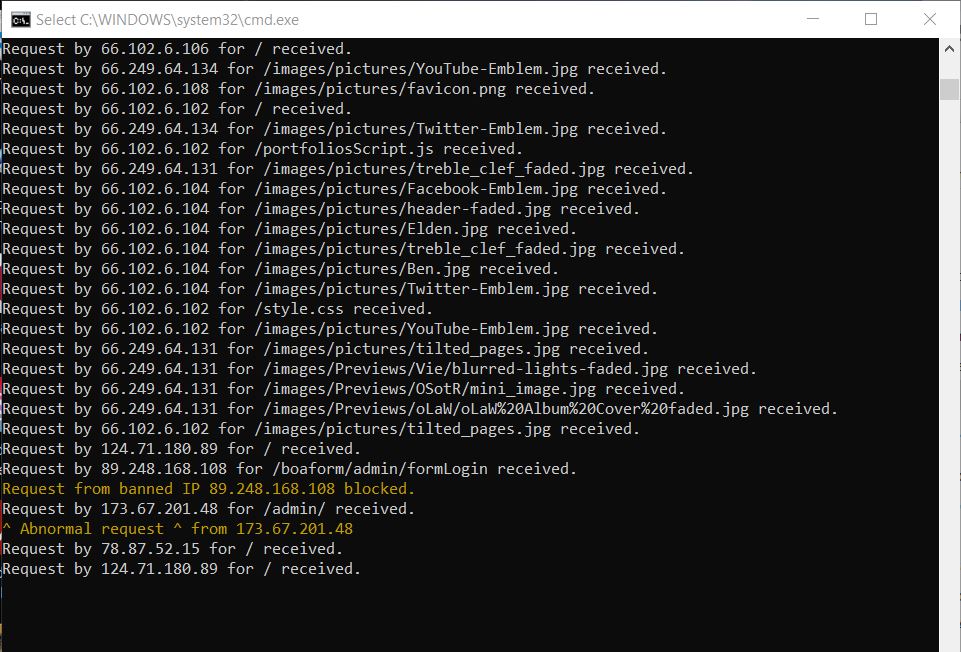 Select C:\WINDOWS\system32\cmd.exe
Request by 66.102.6.106 for / received.
Request by 66.249.64.134 for /images/pictures/YouTube-Emblem.jpg received.
Request by 66.102.6.108 for /images/pictures/favicon.png received.
Request by 66.102.6.102 for / received.
Request by 66.249.64.134 for /images/pictures/Twitter-Emblem.jpg received.
Request by 66.102.6.102 for /portfoliosScript.js received.
Request by 66.249.64.131 for /images/pictures/treble_clef_faded.jpg received.
Request by 66.102.6.104 for /images/pictures/Facebook-Emblem.jpg received.
Request by 66.102.6.104 for /images/pictures/header-faded.jpg received.
Request by 66.102.6.104 for /images/pictures/Elden.jpg received.
Request by 66.102.6.104 for /images/pictures/treble_clef_faded.jpg received.
Request by 66.102.6.104 for /images/pictures/Ben.jpg received.
Request by 66.102.6.104 for /images/pictures/Twitter-Emblem.jpg received.
Request by 66.102.6.102 for /style.css received.
Request by 66.102.6.102 for /images/pictures/YouTube-Emblem.jpg received.
Request by 66.249.64.131 for /images/pictures/tilted_pages.jpg received.
Request by 66.249.64.131 for /images/Previews/Vie/blurred-lights-faded.jpg received.
Request by 66.249.64.131 for /images/Previews/OSotR/mini_image.jpg received.
Request by 66.249.64.131 for /images/Previews/oLaW/oLaW%20Album%20Cover%20faded.jpg received.
Request by 66.102.6.102 for /images/pictures/tilted_pages.jpg received.
Request by 124.71.180.89 for / received.
Request by 89.248.168.108 for /boaform/admin/formLogin received.
Request from banned IP 89.248.168.108 blocked.
Request by 173.67.201.48 for /admin/ received.
^ Abnormal request ^ from 173.67.201.48
Request by 78.87.52.15 for / received.
Request by 124.71.180.89 for / received.